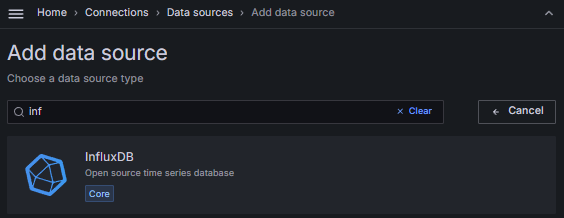 Home > Connections > Data sources > Add data source
Add data source
Choose a data source type
inf × Clear ← Cancel
InfluxDB
Open source time series database
Core